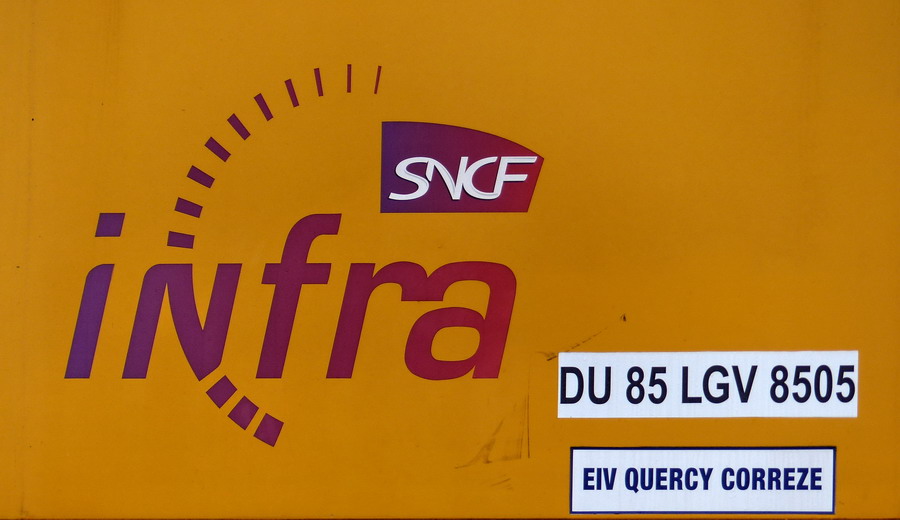 SNCF
infra
DU 85 LGV 8505
EIV QUERCY CORREZE